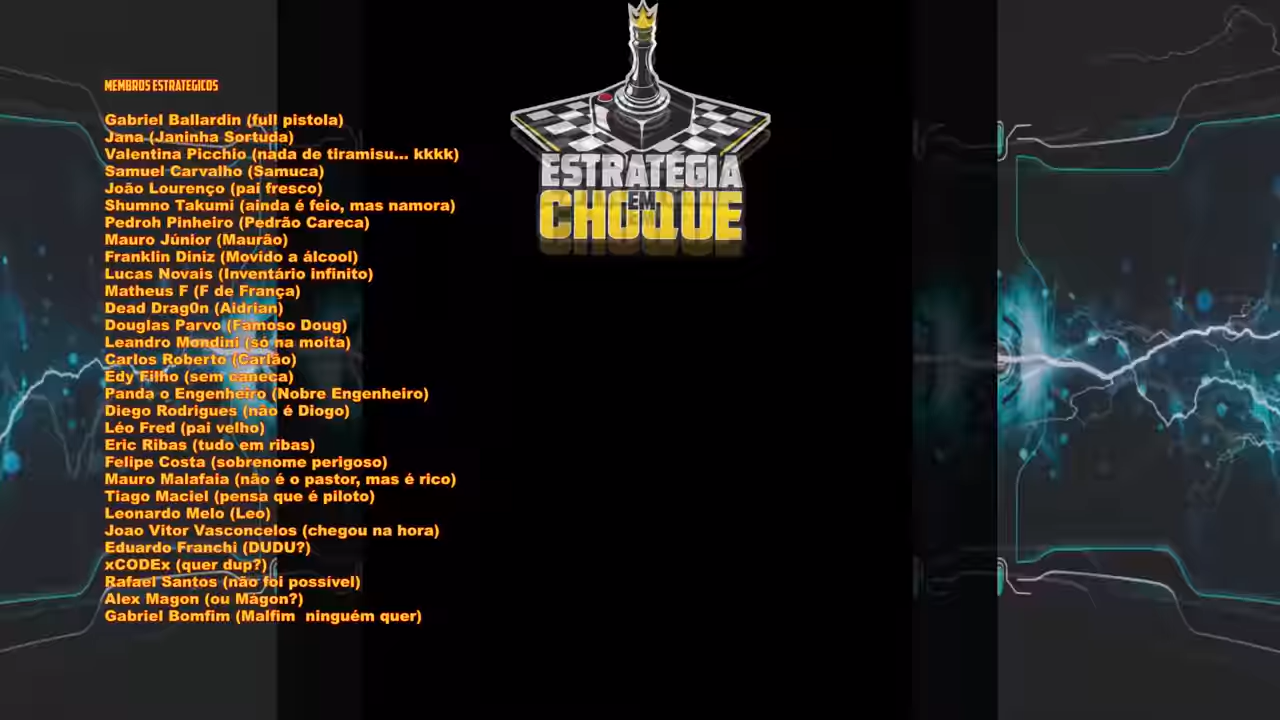 MEMBROS ESTRATEGICOS
Gabriel Ballardin (full pistola)
Jana (Janinha Sortuda)
Valentina Picchio (nada de tiramisu... kkkk)
Samuel Carvalho (Samuca)
João Lourenço (pai fresco)
Shumno Takumi (ainda é feio, mas namora)
Pedroh Pinheiro (Pedrão Careca)
Mauro Júnior (Maurão)
Franklin Diniz (Movido a álcool)
Lucas Novais (Inventário infinito)
Matheus F (F de França)
Dead Drag0n (Aidrian)
Douglas Parvo (Famoso Doug)
Leandro Mondini (só na moita)
Carlos Roberto (Carlão)
Edy Filho (sem caneca)
Panda o Engenheiro (Nobre Engenheiro)
Diego Rodrigues (não é Diogo)
Léo Fred (pai velho)
Eric Ribas (tudo em ribas)
Felipe Costa (sobrenome perigoso)
Mauro Malafaia (não é o pastor, mas é rico)
Tiago Maciel (pensa que é piloto)
Leonardo Melo (Leo)
Joao Vitor Vasconcelos (chegou na hora)
Eduardo Franchi (DUDU?)
xCODEx (quer dup?)
Rafael Santos (não foi possível)
Alex Magon (ou Mágon?)
Gabriel Bomfim (Malfim  ninguém quer)
ESTRATÉGIA
EM
CHOQUE